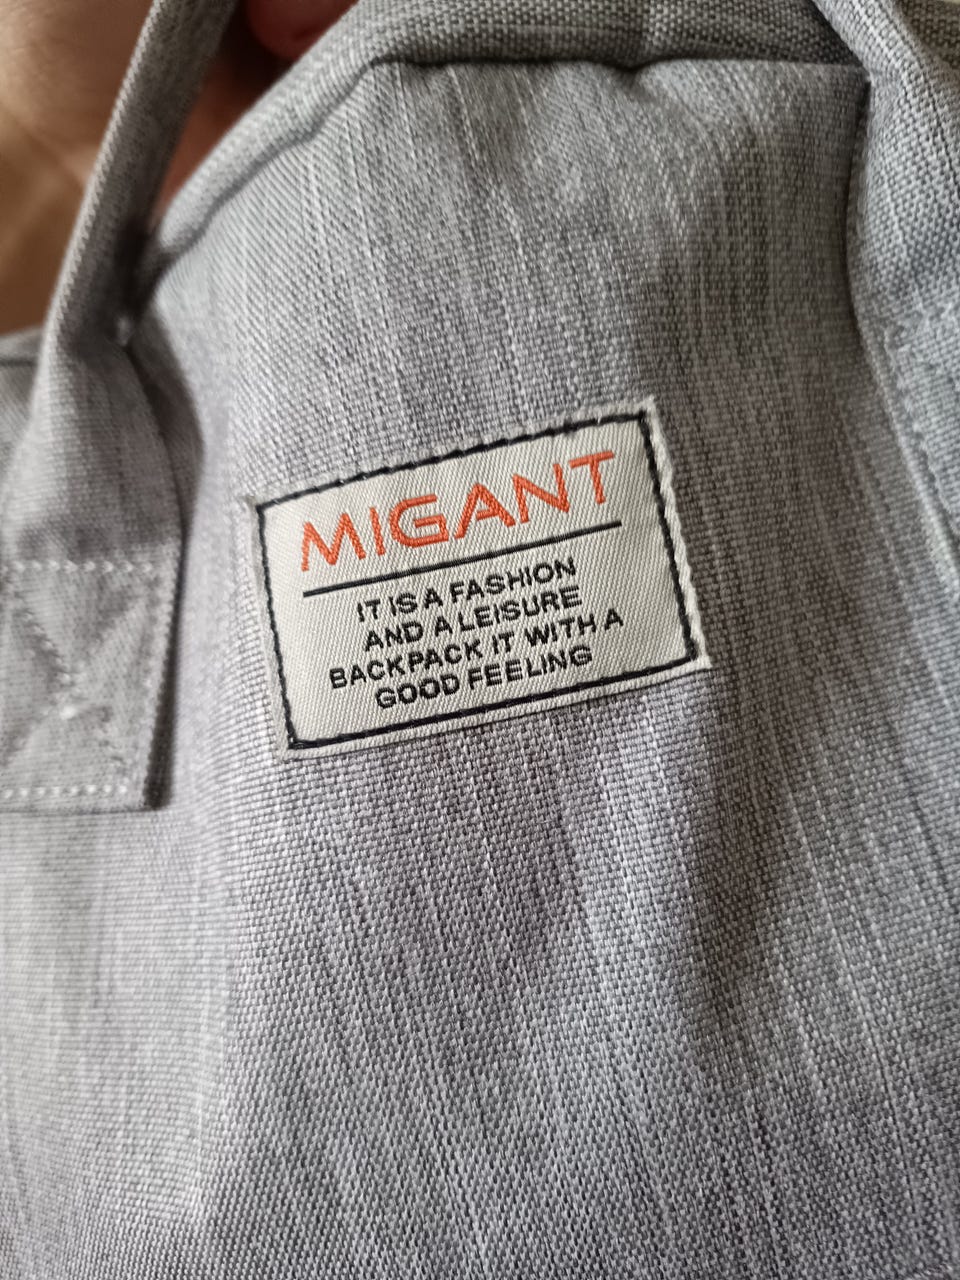 MIGANT
IT IS A FASHION
AND A LEISURE
BACKPACK IT WITH A
GOOD FEELING